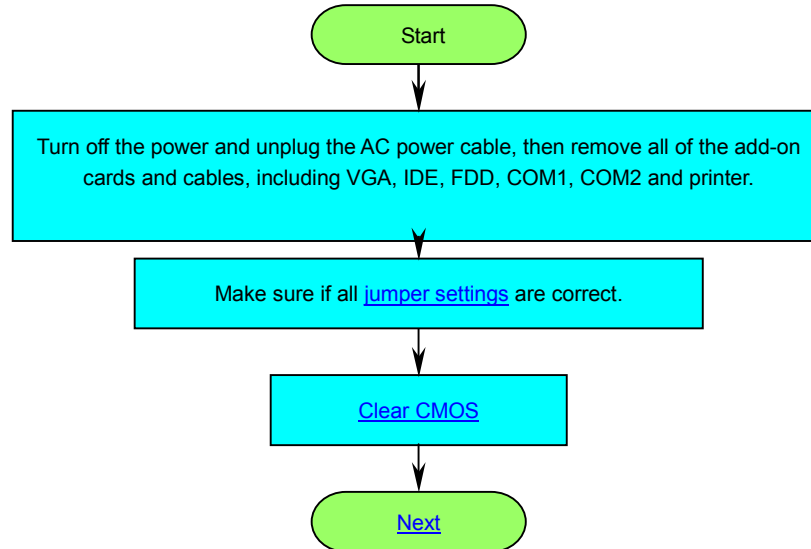 Start
Turn off the power and unplug the AC power cable, then remove all of the add-on
cards and cables, including VGA, IDE, FDD, COM1, COM2 and printer.
Make sure if all jumper settings are correct.
Clear CMOS
Next